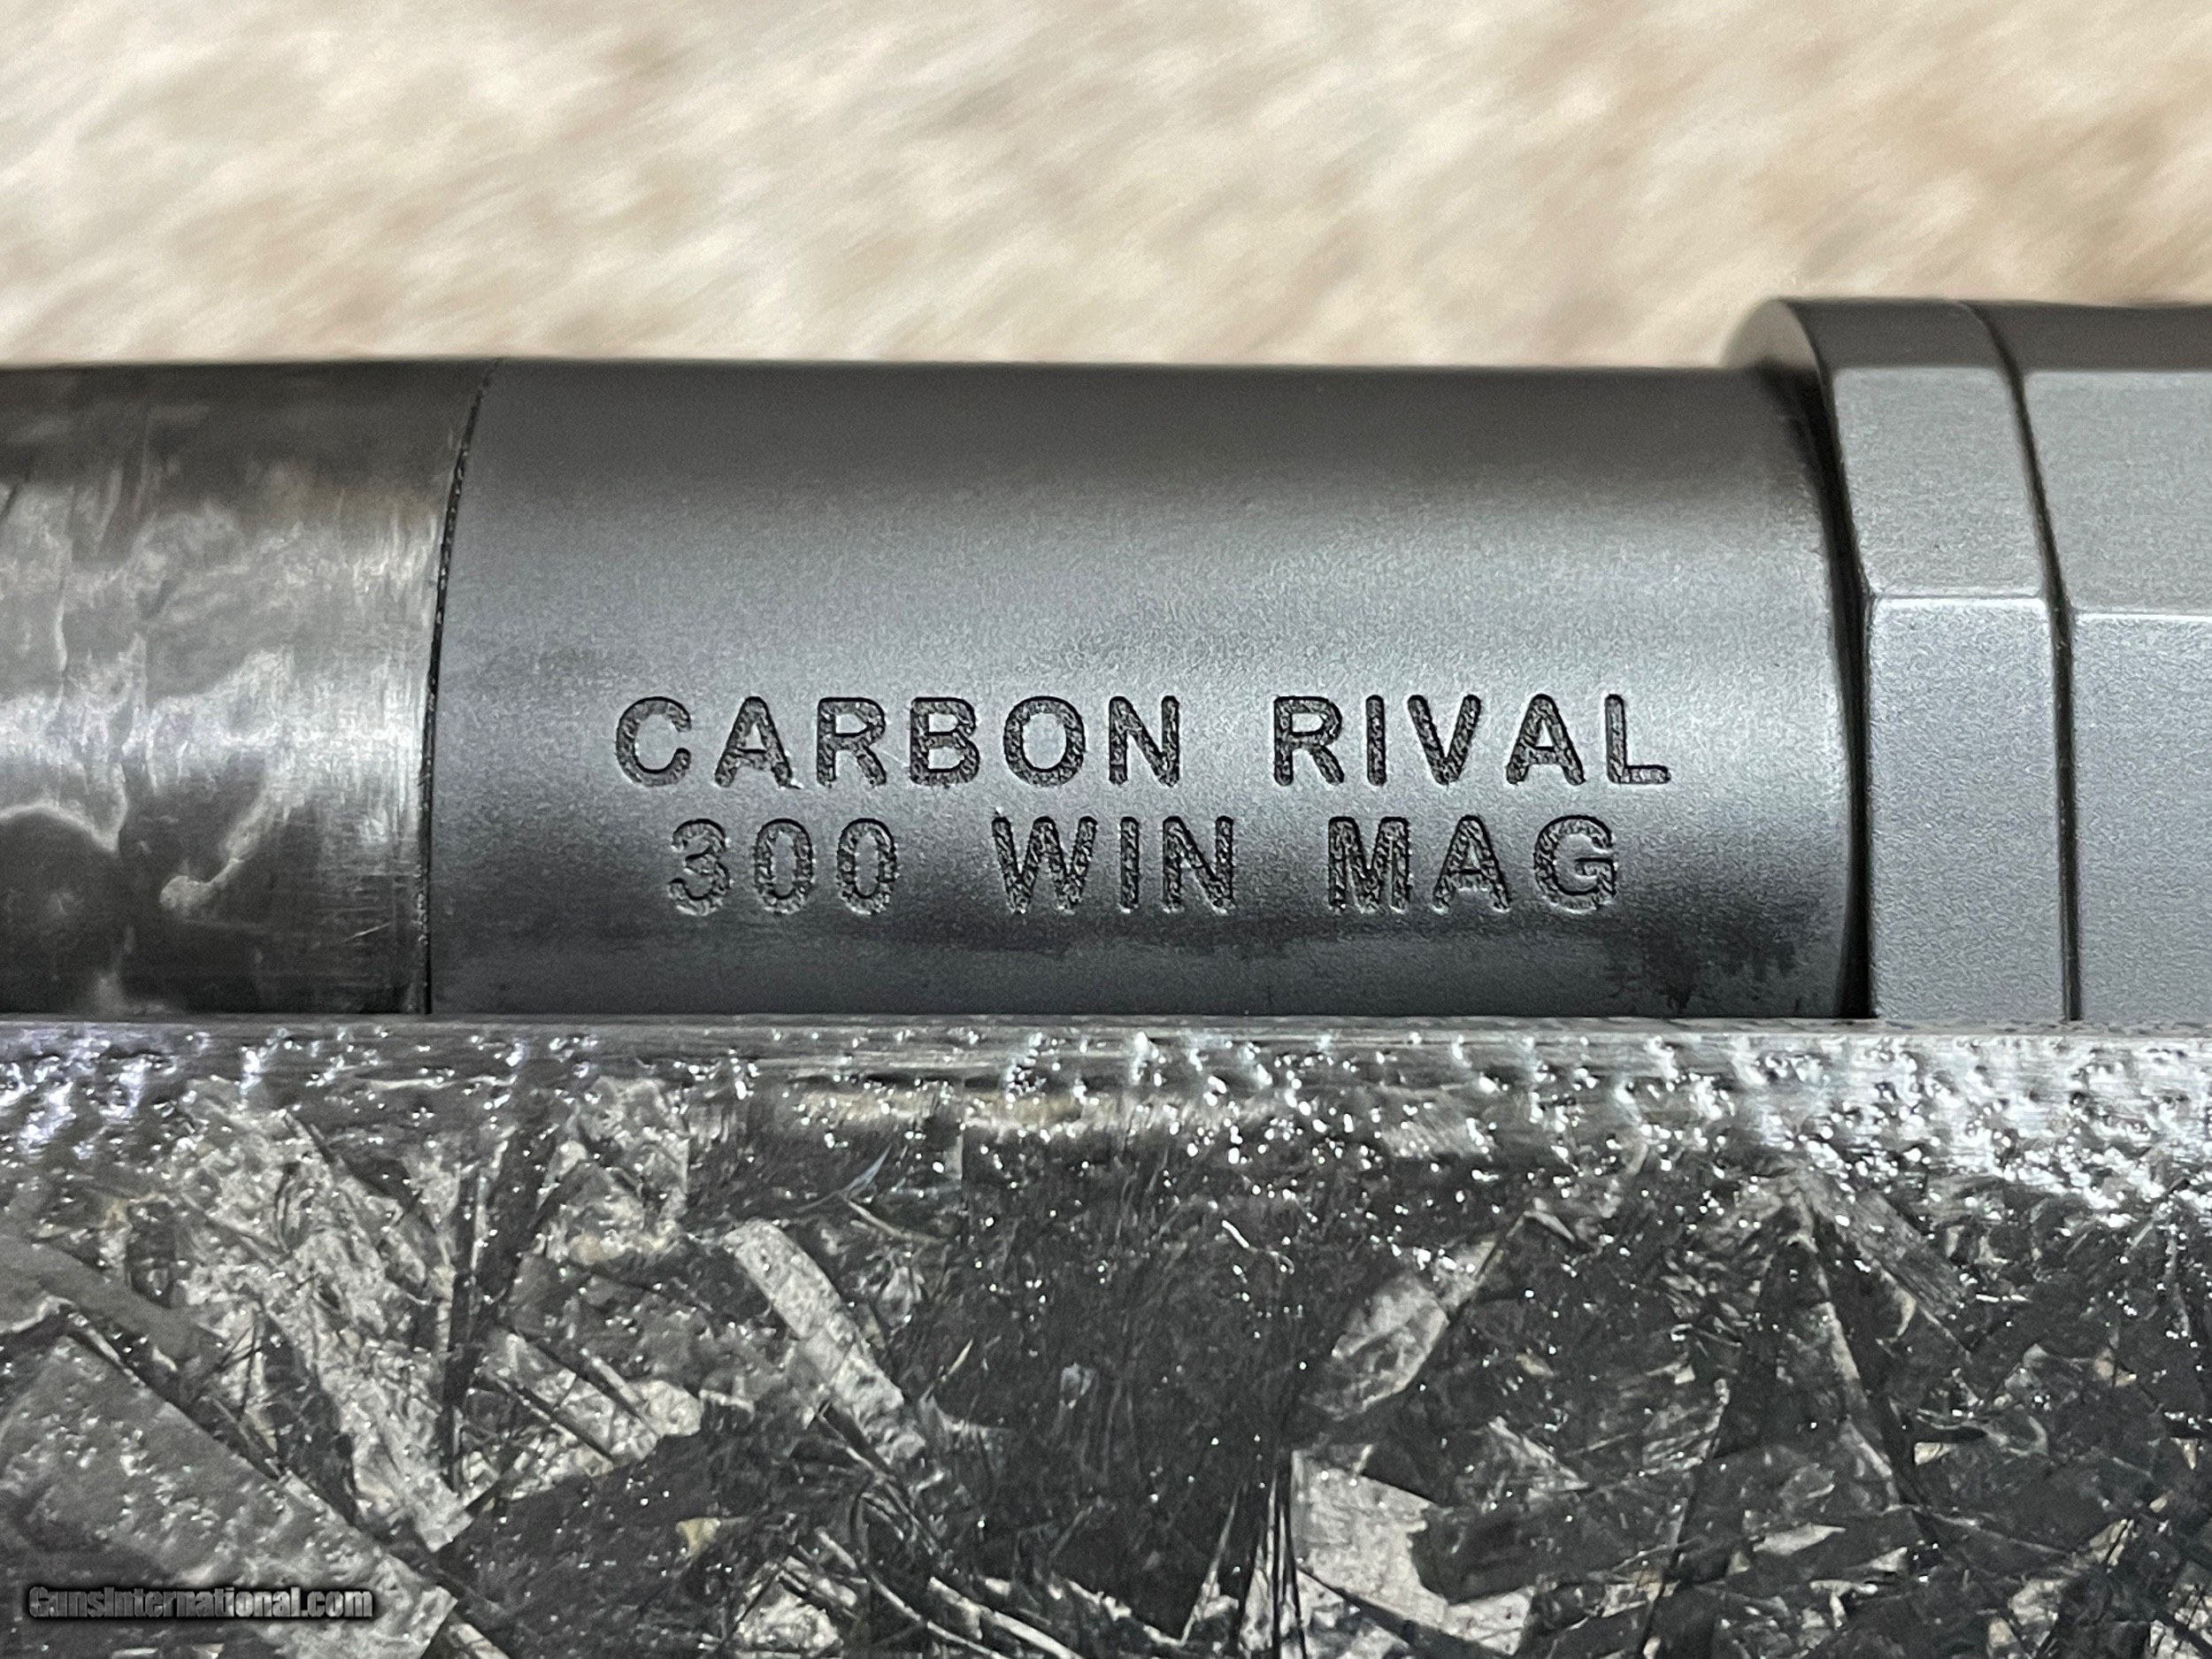 CARBON RIVAL
300 WIN MAG
GunsInternational.com